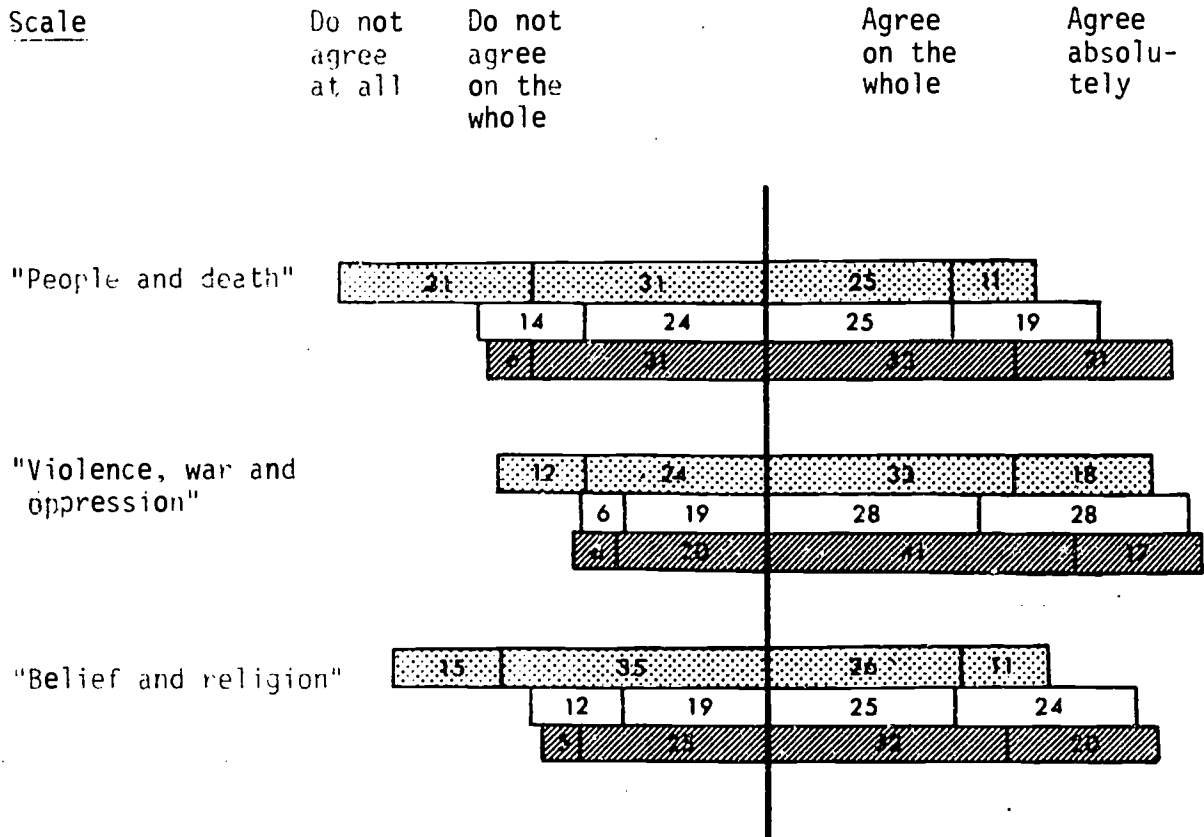 Scale Do not Do not Agree Agree
agree agree on the absolu-
at all on the whole tely
whole
"People and death" 21 31 25 11
14 24 25 19
6 31 33 21
"Violence, war and 12 24 18
oppression"
6 19 28 28
20 41 17
"Belief and religion" 15 35 26 11
12 19 25 24
5 25 32 20